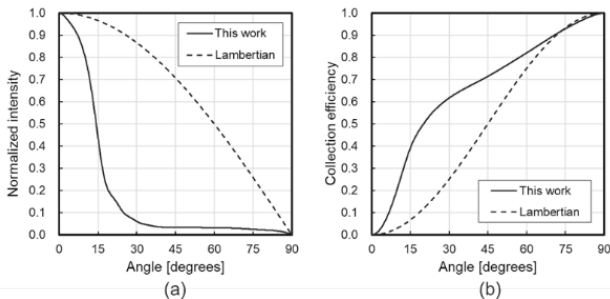 Normalized intensity
1.0
0.9
0.8
0.7
0.6
0.5
0.4
0.3
0.2
0.1
0.0
This work
Lambertian
0 15 30 45 60 75 90
Angle [degrees]
(a)
Collection efficiency
1.0
0.9
0.8
0.7
0.6
0.5
0.4
0.3
0.2
0.1
0.0
This work
Lambertian
0 15 30 45 60 75 90
Angle [degrees]
(b)